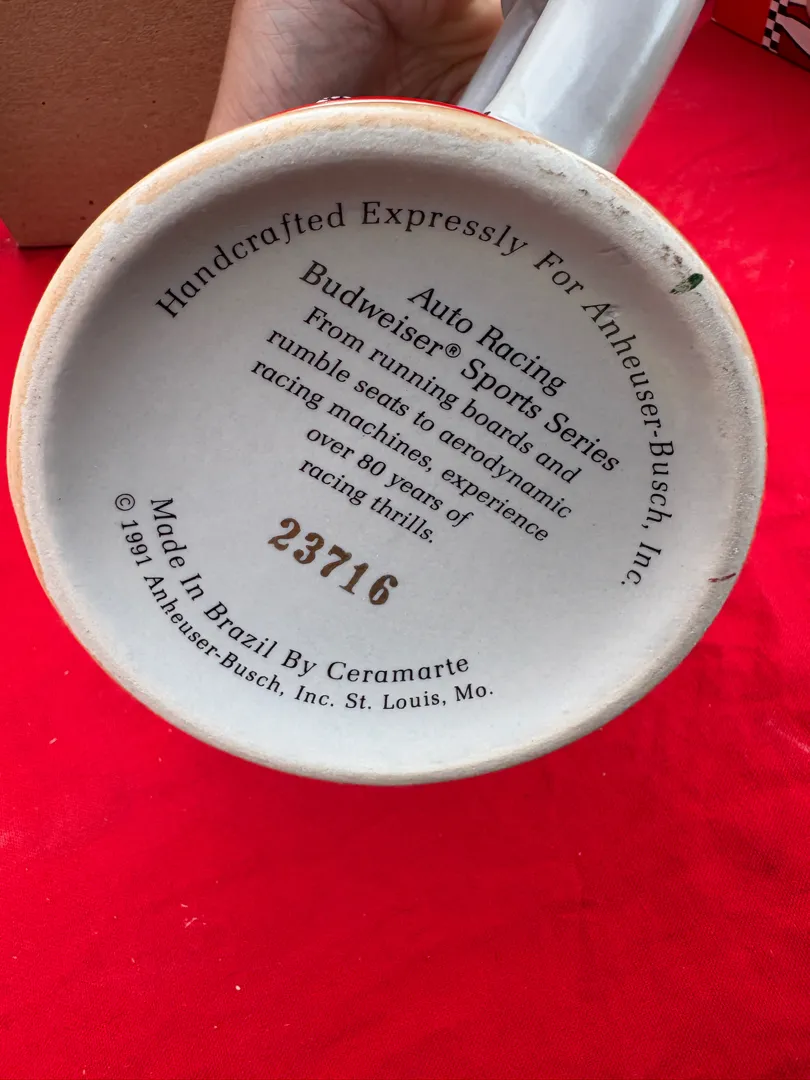 Handcrafted Expressly For Anheuser-Busch, Inc.
Auto Racing
Budweiser® Sports Series
From running boards and
rumble seats to aerodynamic
racing machines, experience
over 80 years of
racing thrills.
23716
Made In Brazil By Ceramarte
© 1991 Anheuser-Busch, Inc. St. Louis, Mo.